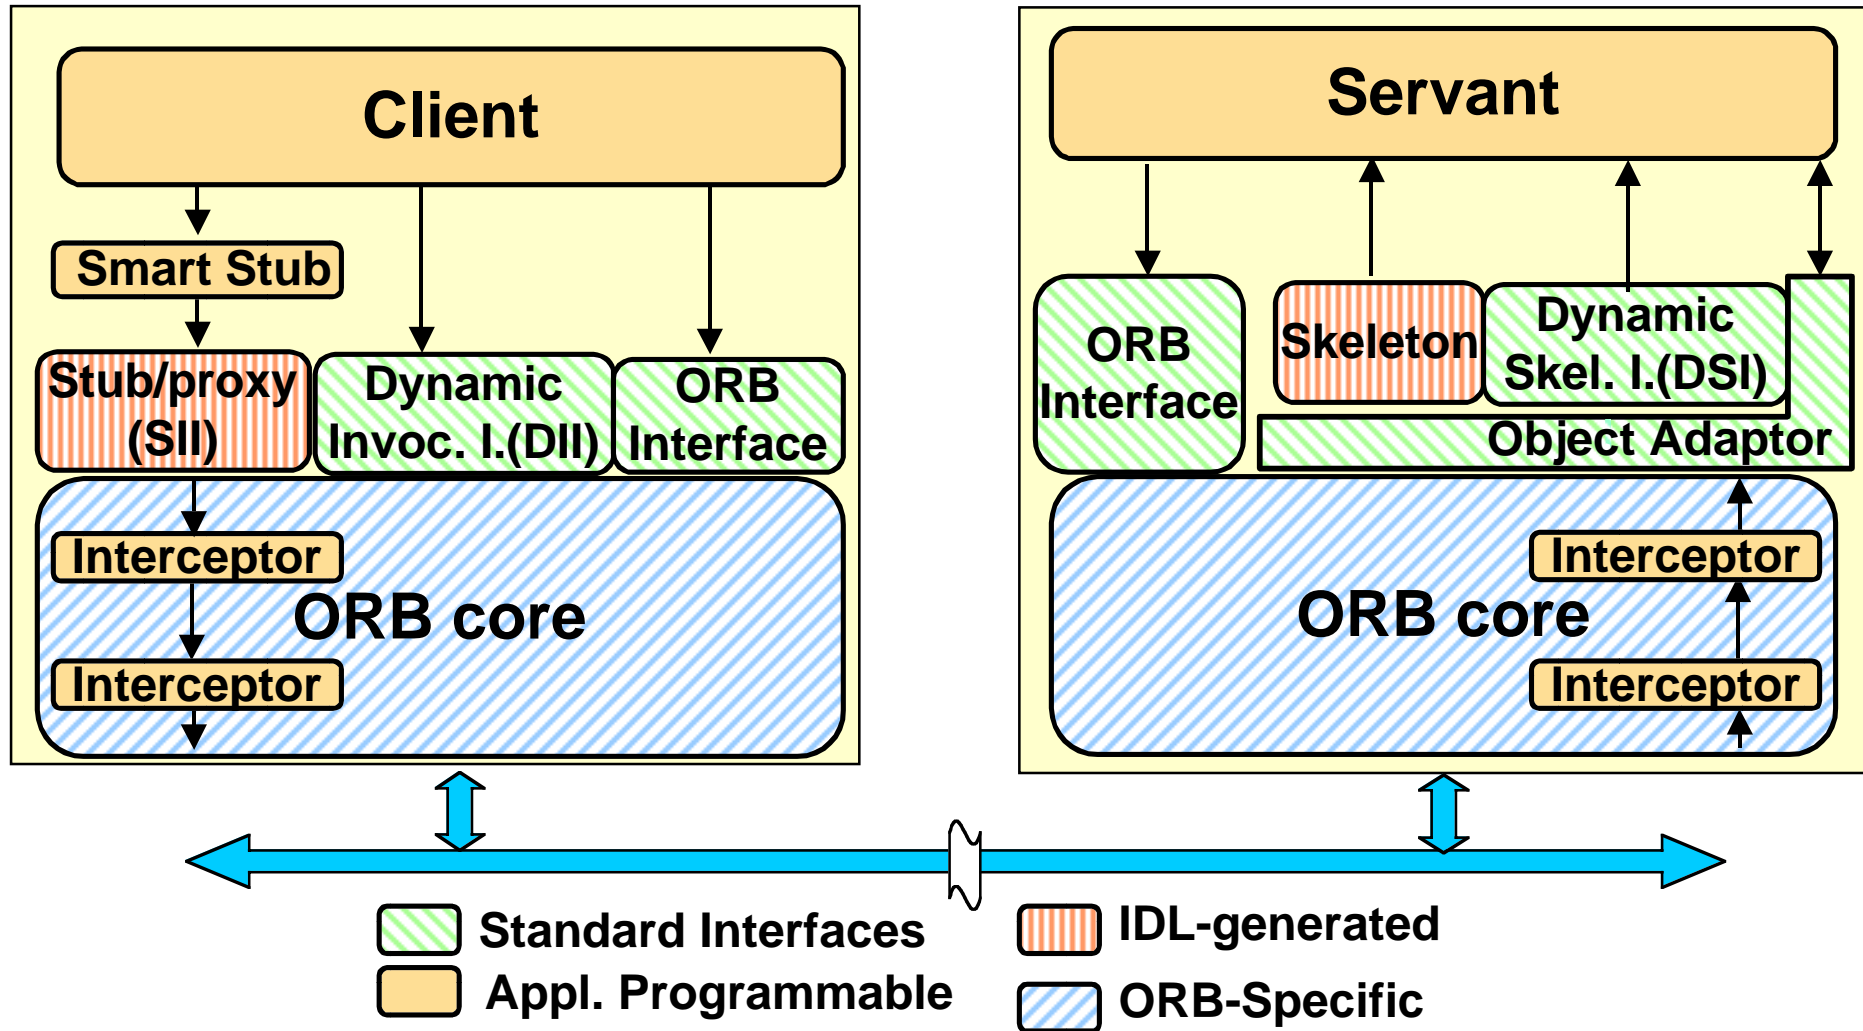 Client
Smart Stub
Stub/proxy
(SII)
Dynamic
Invoc. I.(DII)
ORB
Interface
Interceptor
ORB core
Interceptor
Servant
ORB
Interface
Skeleton
Dynamic
Skel. I.(DSI)
Object Adaptor
Interceptor
ORB core
Interceptor
Standard Interfaces
IDL-generated
Appl. Programmable
ORB-Specific